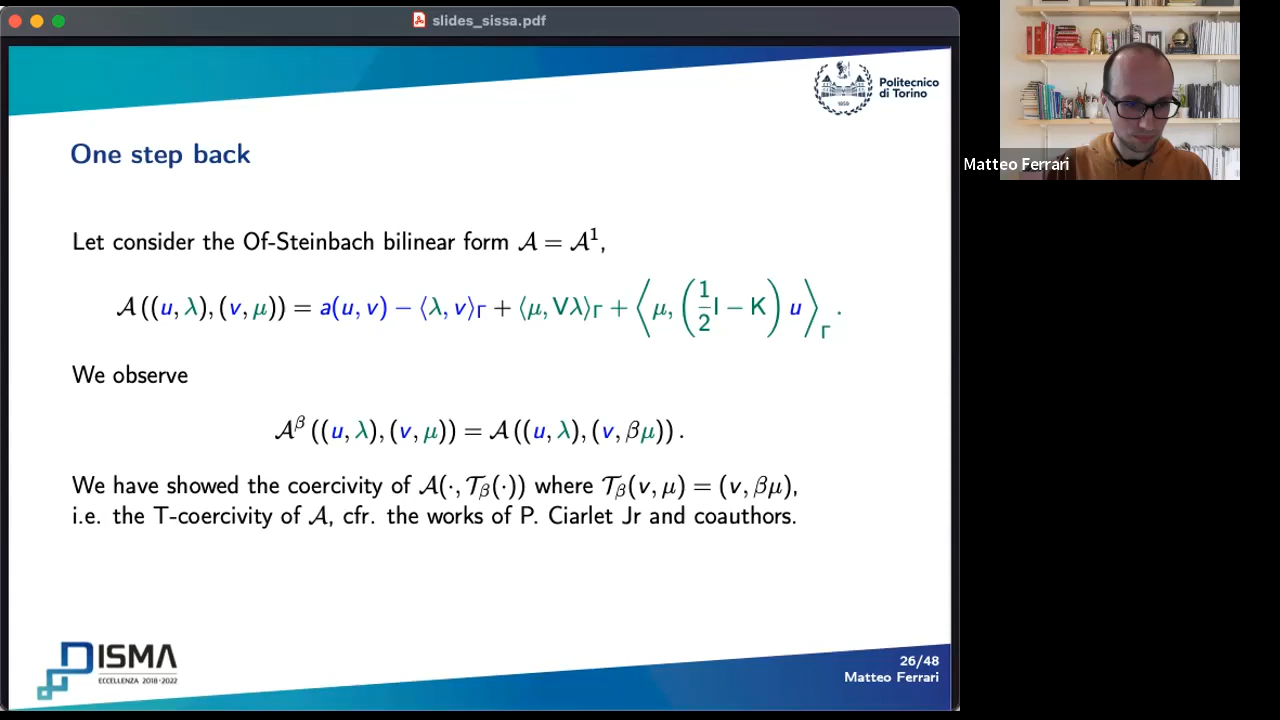 slides_sissa.pdf
Politecnico
di Torino
1859
One step back
Let consider the Of-Steinbach bilinear form 𝒜 = 𝒜¹,
𝒜 ((u, λ), (v, μ)) = a(u, v) − ⟨λ, v⟩_Γ + ⟨μ, Vλ⟩_Γ + ⟨μ, (1/2 I − K) u⟩_Γ .
We observe
𝒜^β ((u, λ), (v, μ)) = 𝒜 ((u, λ), (v, βμ)) .
We have showed the coercivity of 𝒜(·, 𝒯_β(·)) where 𝒯_β(v, μ) = (v, βμ),
i.e. the T-coercivity of 𝒜, cfr. the works of P. Ciarlet Jr and coauthors.
DISMA
ECCELLENZA 2018-2022
26/48
Matteo Ferrari
Matteo Ferrari